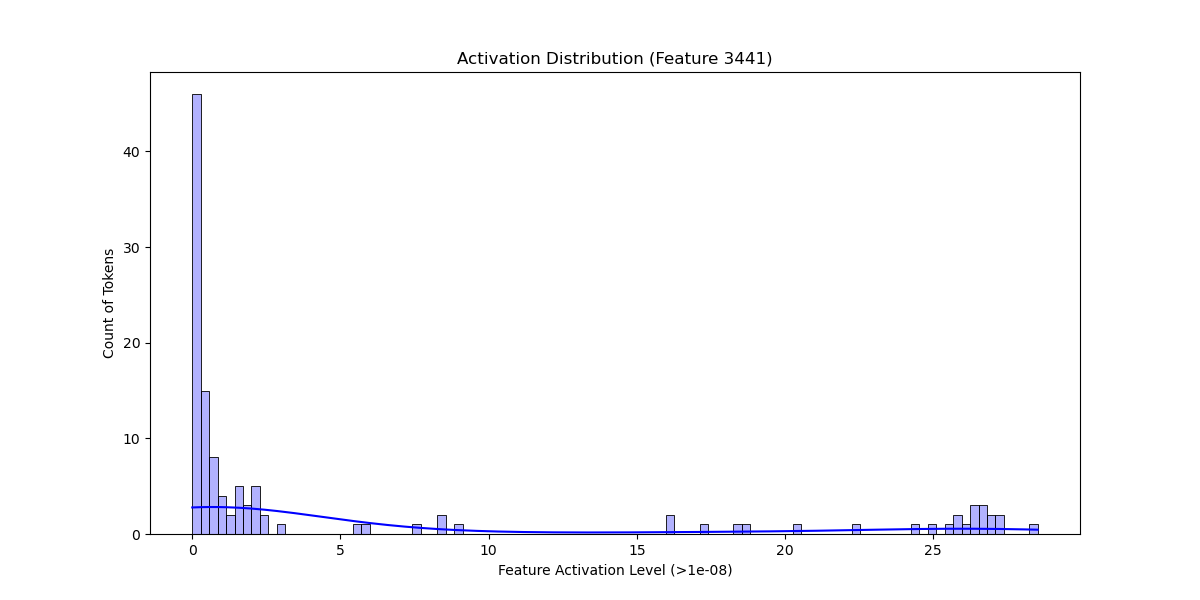 Activation Distribution (Feature 3441)
Count of Tokens
40
30
20
10
0
0 5 10 15 20 25
Feature Activation Level (>1e-08)